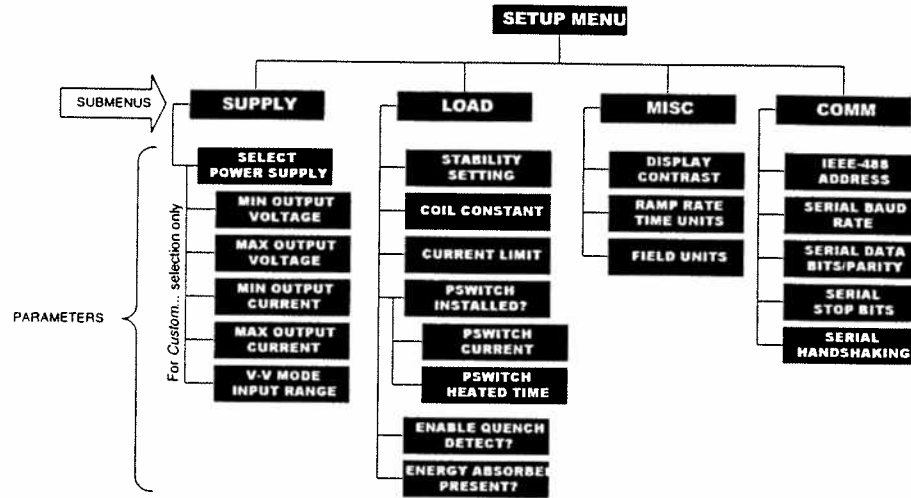 SETUP MENU
SUBMENUS
SUPPLY
LOAD
MISC
COMM
PARAMETERS
For Custom... selection only
SELECT
POWER SUPPLY
MIN OUTPUT
VOLTAGE
MAX OUTPUT
VOLTAGE
MIN OUTPUT
CURRENT
MAX OUTPUT
CURRENT
V-V MODE
INPUT RANGE
STABILITY
SETTING
COIL CONSTANT
CURRENT LIMIT
PSWITCH
INSTALLED?
PSWITCH
CURRENT
PSWITCH
HEATED TIME
ENABLE QUENCH
DETECT?
ENERGY ABSORBER
PRESENT?
DISPLAY
CONTRAST
RAMP RATE
TIME UNITS
FIELD UNITS
IEEE-488
ADDRESS
SERIAL BAUD
RATE
SERIAL DATA
BITS/PARITY
SERIAL
STOP BITS
SERIAL
HANDSHAKING